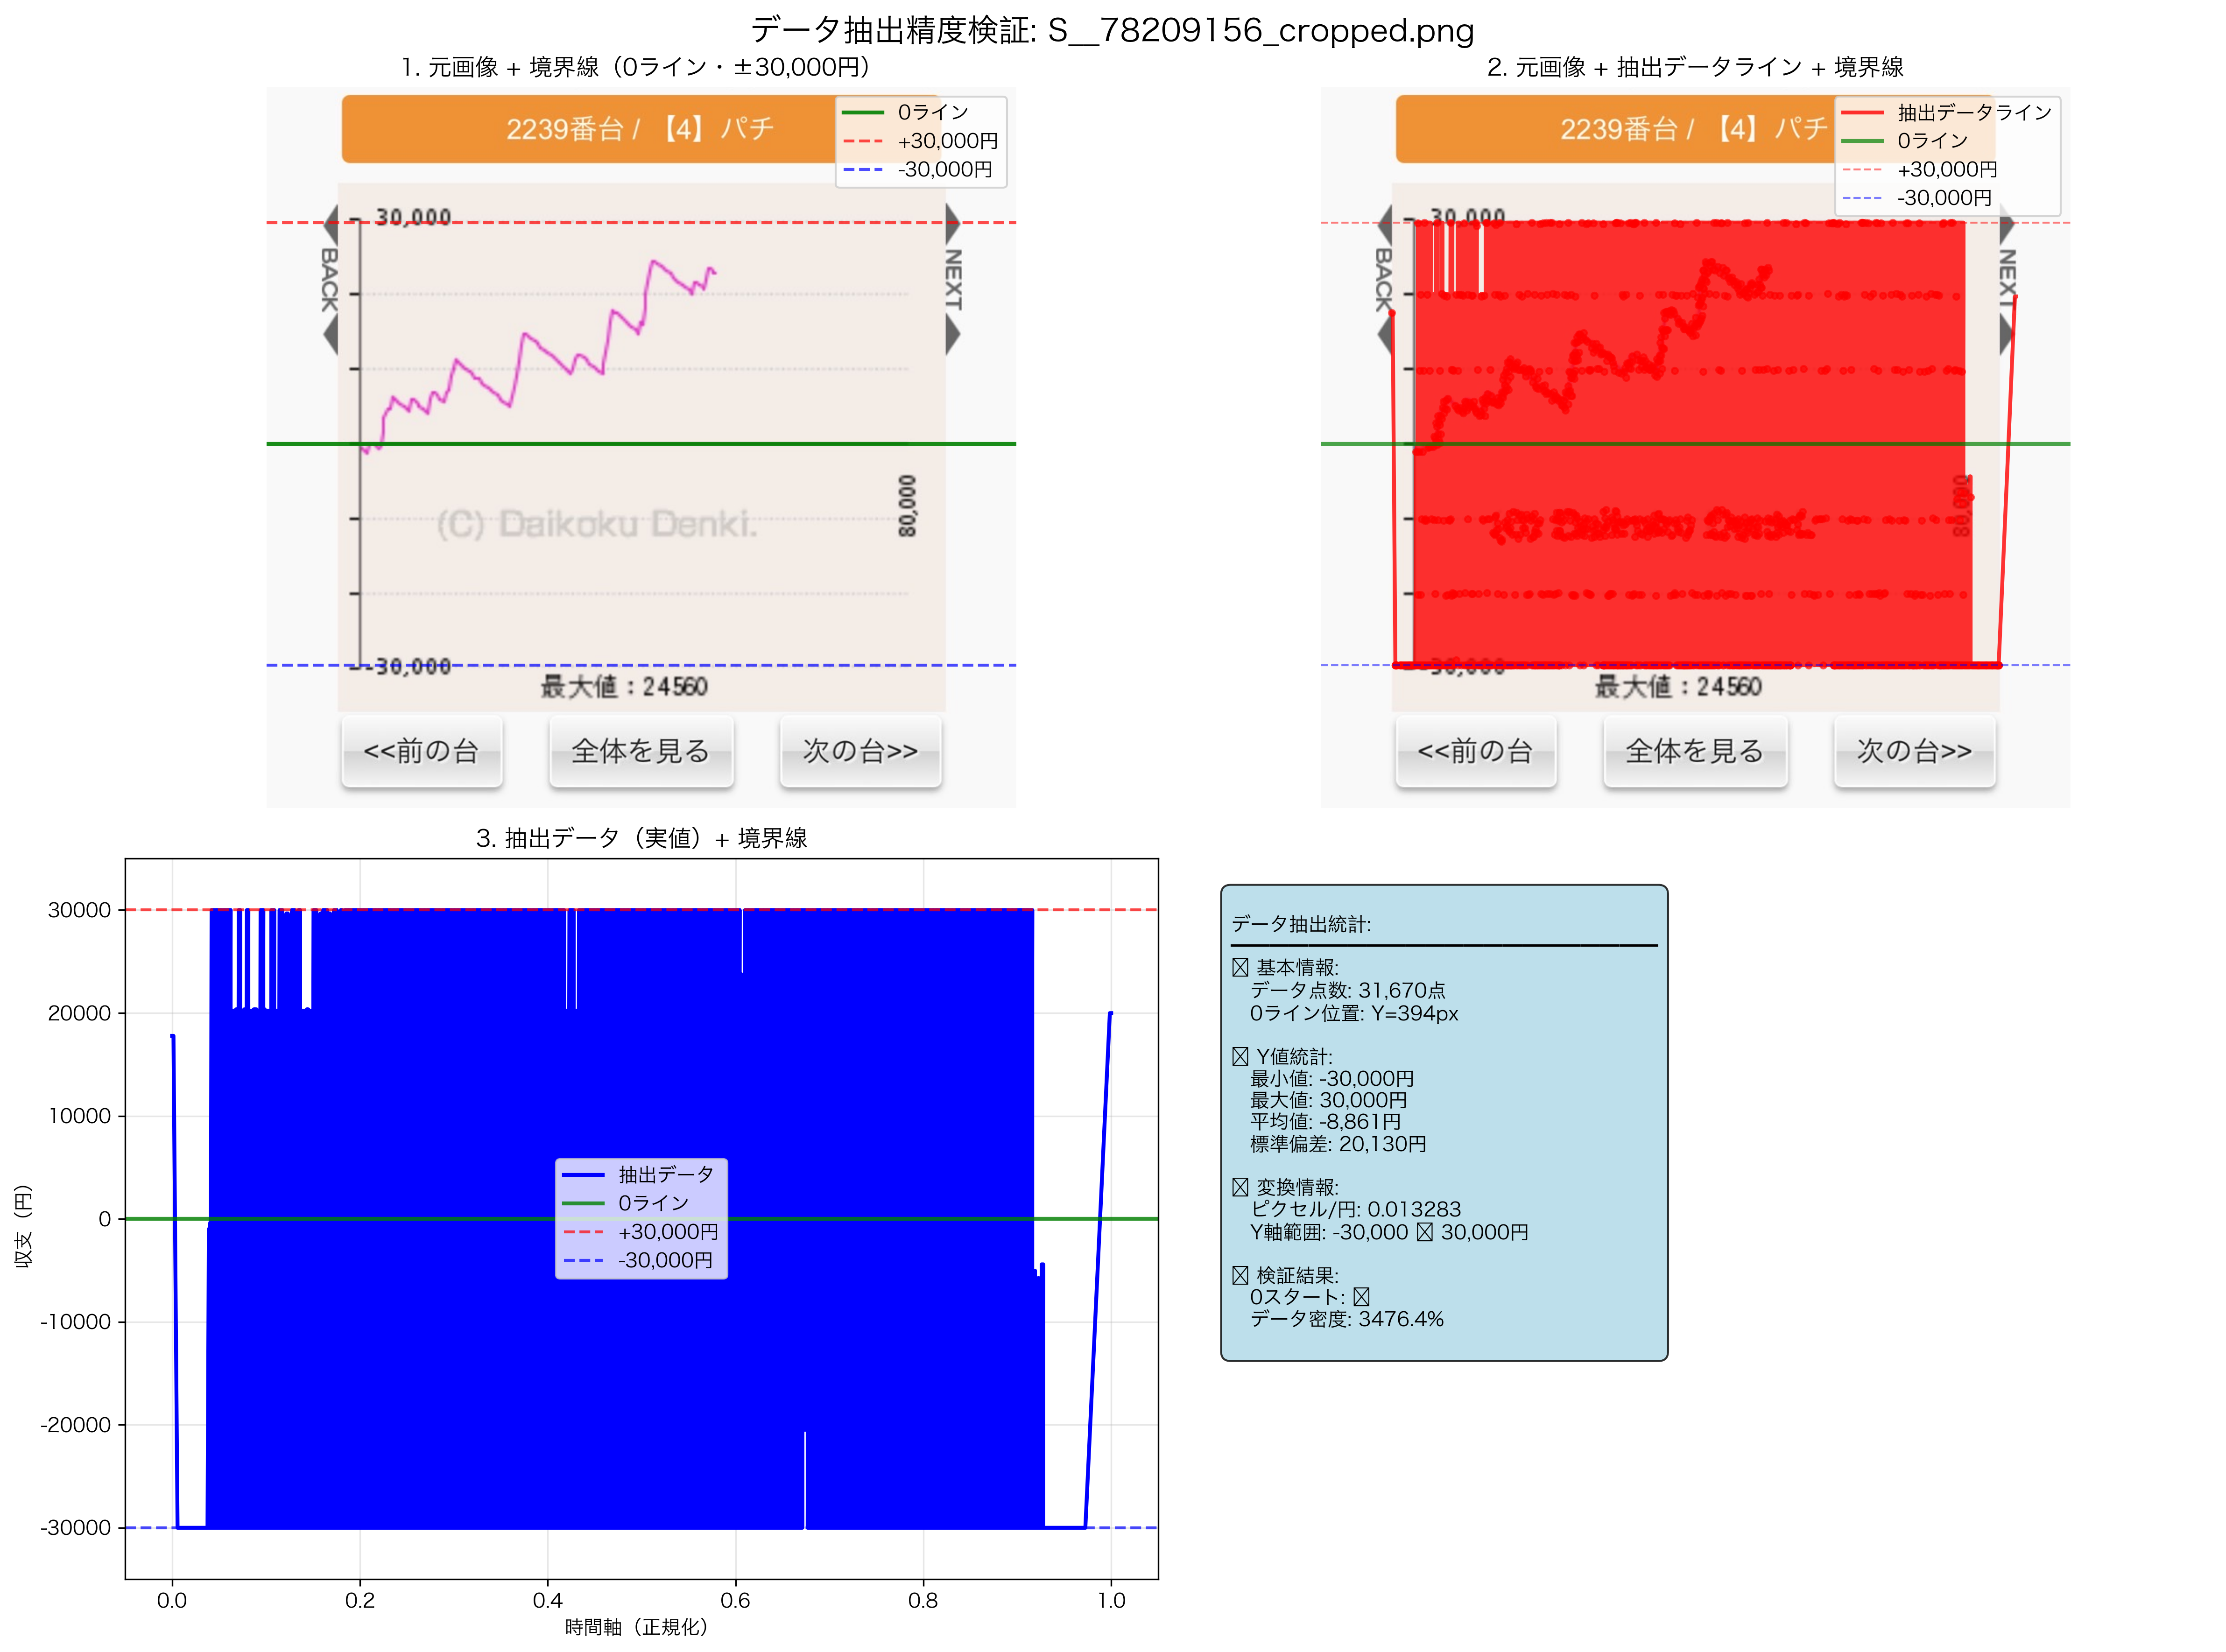 データ抽出精度検証: S__78209156_cropped.png
1. 元画像 + 境界線（0ライン・±30,000円）
2239番台 / 【4】パチ
0ライン
+30,000円
-30,000円
30,000
BACK
NEXT
80,000
(C) Daikoku Denki.
-30,000
最大値：24560
<<前の台
全体を見る
次の台>>
2. 元画像 + 抽出データライン + 境界線
2239番台 / 【4】パチ
抽出データライン
0ライン
+30,000円
-30,000円
30,000
BACK
NEXT
80,000
-30,000
最大値：24560
<<前の台
全体を見る
次の台>>
3. 抽出データ（実値）+ 境界線
収支（円）
30000
20000
10000
0
-10000
-20000
-30000
抽出データ
0ライン
+30,000円
-30,000円
0.0
0.2
0.4
0.6
0.8
1.0
時間軸（正規化）
データ抽出統計:
基本情報:
データ点数: 31,670点
0ライン位置: Y=394px
Y値統計:
最小値: -30,000円
最大値: 30,000円
平均値: -8,861円
標準偏差: 20,130円
変換情報:
ピクセル/円: 0.013283
Y軸範囲: -30,000 30,000円
検証結果:
0スタート:
データ密度: 3476.4%